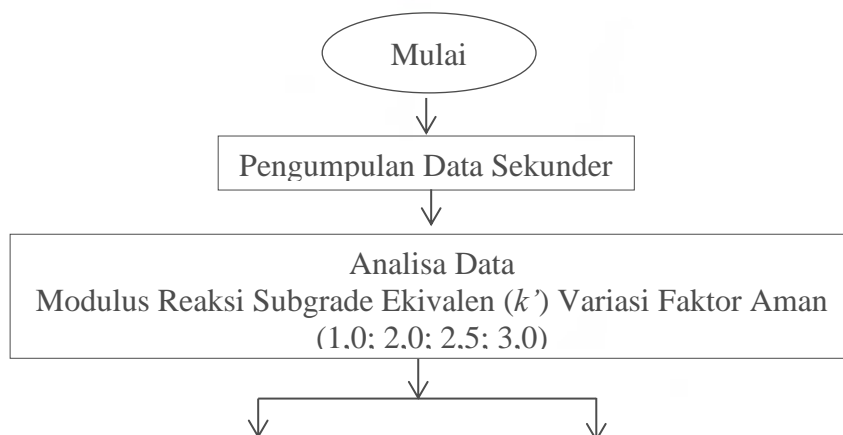 Mulai
Pengumpulan Data Sekunder
Analisa Data
Modulus Reaksi Subgrade Ekivalen (k’) Variasi Faktor Aman
(1,0; 2,0; 2,5; 3,0)